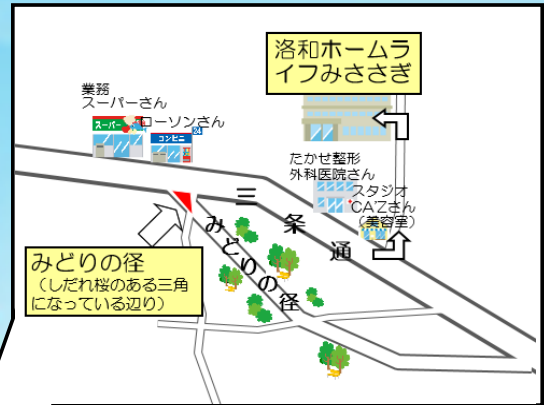 洛和ホームラ
イフみささぎ
業務
スーパーさん
ローソンさん
スーパー
コンビニ
24
たかせ整形
外科医院さん
スタジオ
CA'Zさん
(美容室)
三条通
みどりの径
みどりの径
(しだれ桜のある三角
になっている辺り)